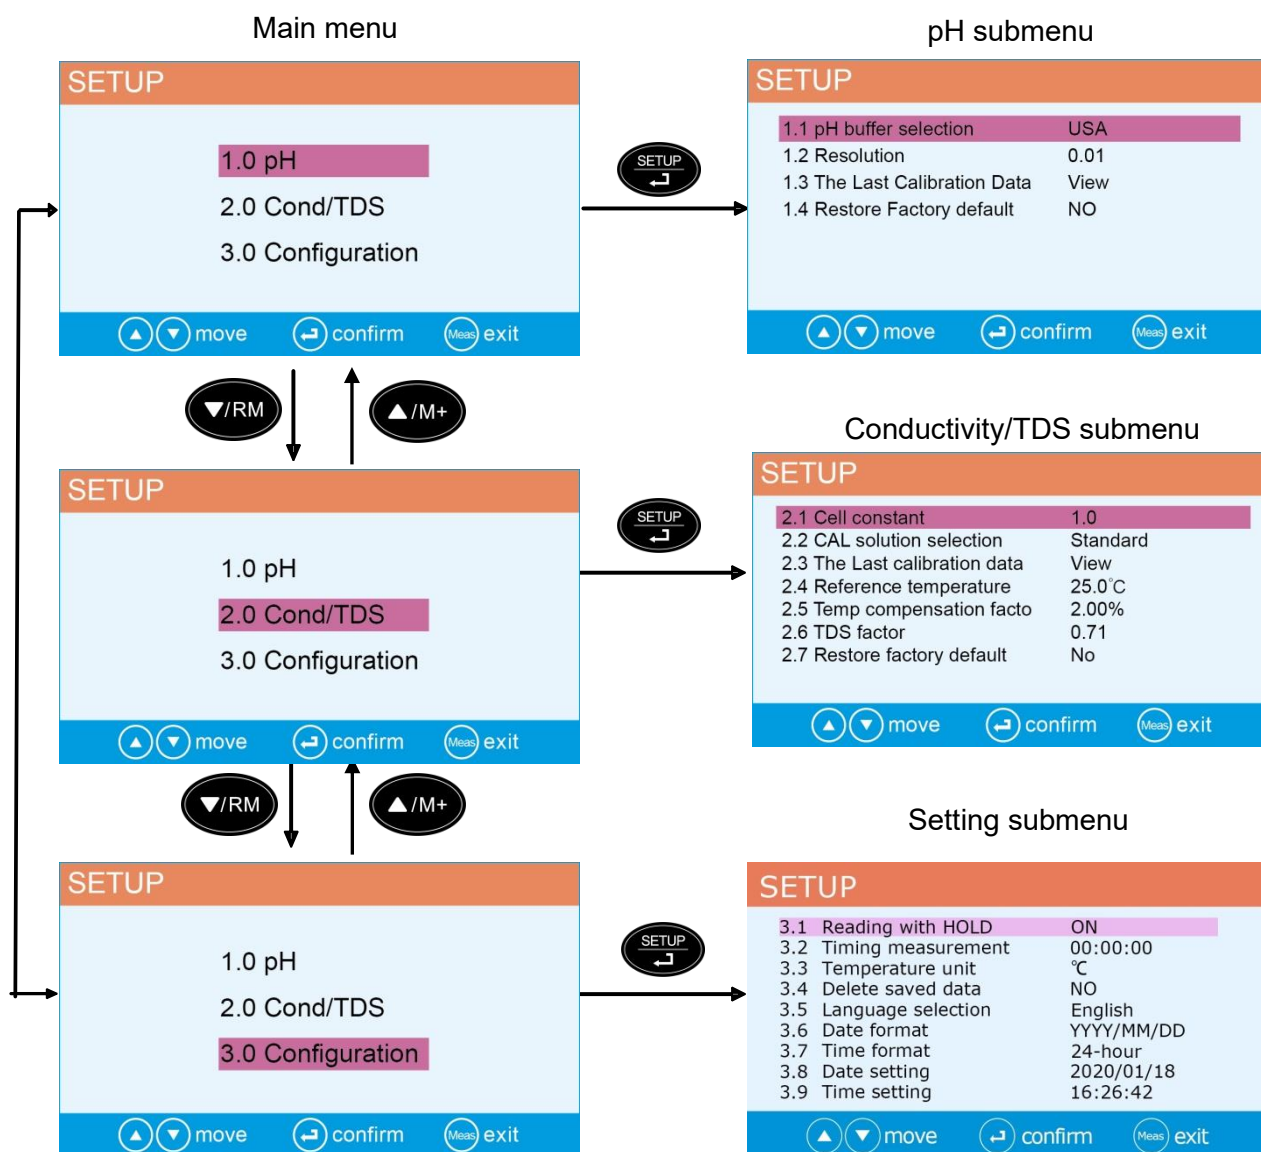 Main menu
SETUP
1.0 pH
2.0 Cond/TDS
3.0 Configuration
move confirm Meas exit
SETUP
pH submenu
SETUP
1.1 pH buffer selection USA
1.2 Resolution 0.01
1.3 The Last Calibration Data View
1.4 Restore Factory default NO
move confirm Meas exit
▼/RM
▲/M+
SETUP
1.0 pH
2.0 Cond/TDS
3.0 Configuration
move confirm Meas exit
SETUP
Conductivity/TDS submenu
SETUP
2.1 Cell constant 1.0
2.2 CAL solution selection Standard
2.3 The Last calibration data View
2.4 Reference temperature 25.0°C
2.5 Temp compensation facto 2.00%
2.6 TDS factor 0.71
2.7 Restore factory default No
move confirm Meas exit
▼/RM
▲/M+
SETUP
1.0 pH
2.0 Cond/TDS
3.0 Configuration
move confirm Meas exit
SETUP
Setting submenu
SETUP
3.1 Reading with HOLD ON
3.2 Timing measurement 00:00:00
3.3 Temperature unit ℃
3.4 Delete saved data NO
3.5 Language selection English
3.6 Date format YYYY/MM/DD
3.7 Time format 24-hour
3.8 Date setting 2020/01/18
3.9 Time setting 16:26:42
move confirm Meas exit